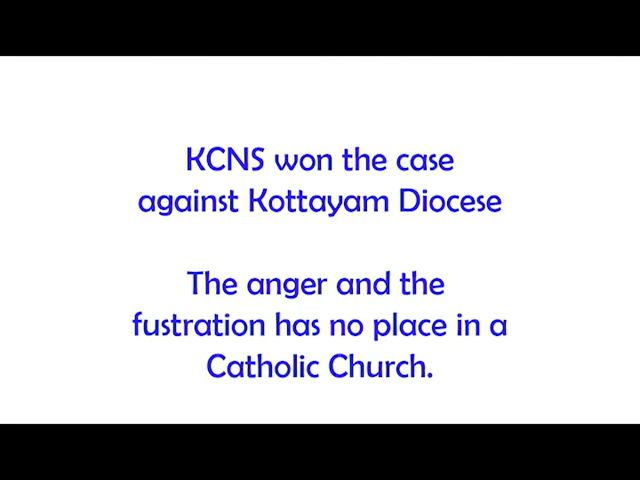 KCNS won the case
against Kottayam Diocese
The anger and the
fustration has no place in a
Catholic Church.